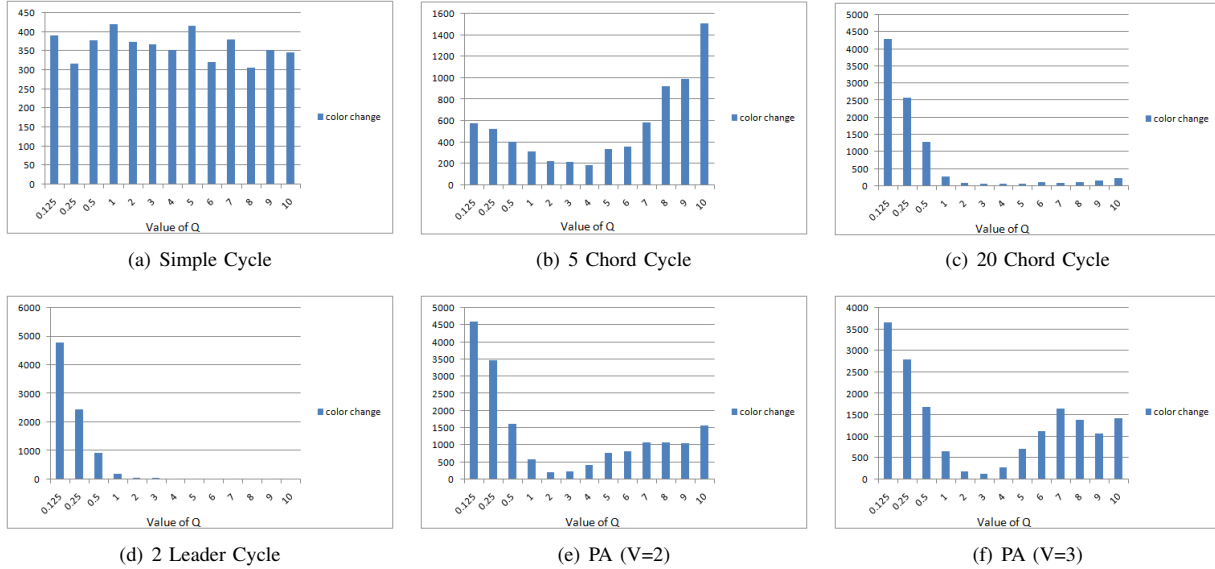 450
400
350
300
250
200
150
100
50
0
0.125 0.25 0.5 1 2 3 4 5 6 7 8 9 10
Value of Q
color change
(a) Simple Cycle
1600
1400
1200
1000
800
600
400
200
0
0.125 0.25 0.5 1 2 3 4 5 6 7 8 9 10
Value of Q
color change
(b) 5 Chord Cycle
5000
4500
4000
3500
3000
2500
2000
1500
1000
500
0
0.125 0.25 0.5 1 2 3 4 5 6 7 8 9 10
Value of Q
color change
(c) 20 Chord Cycle
6000
5000
4000
3000
2000
1000
0
0.125 0.25 0.5 1 2 3 4 5 6 7 8 9 10
Value of Q
color change
(d) 2 Leader Cycle
5000
4500
4000
3500
3000
2500
2000
1500
1000
500
0
0.125 0.25 0.5 1 2 3 4 5 6 7 8 9 10
Value of Q
color change
(e) PA (V=2)
4000
3500
3000
2500
2000
1500
1000
500
0
0.125 0.25 0.5 1 2 3 4 5 6 7 8 9 10
Value of Q
color change
(f) PA (V=3)